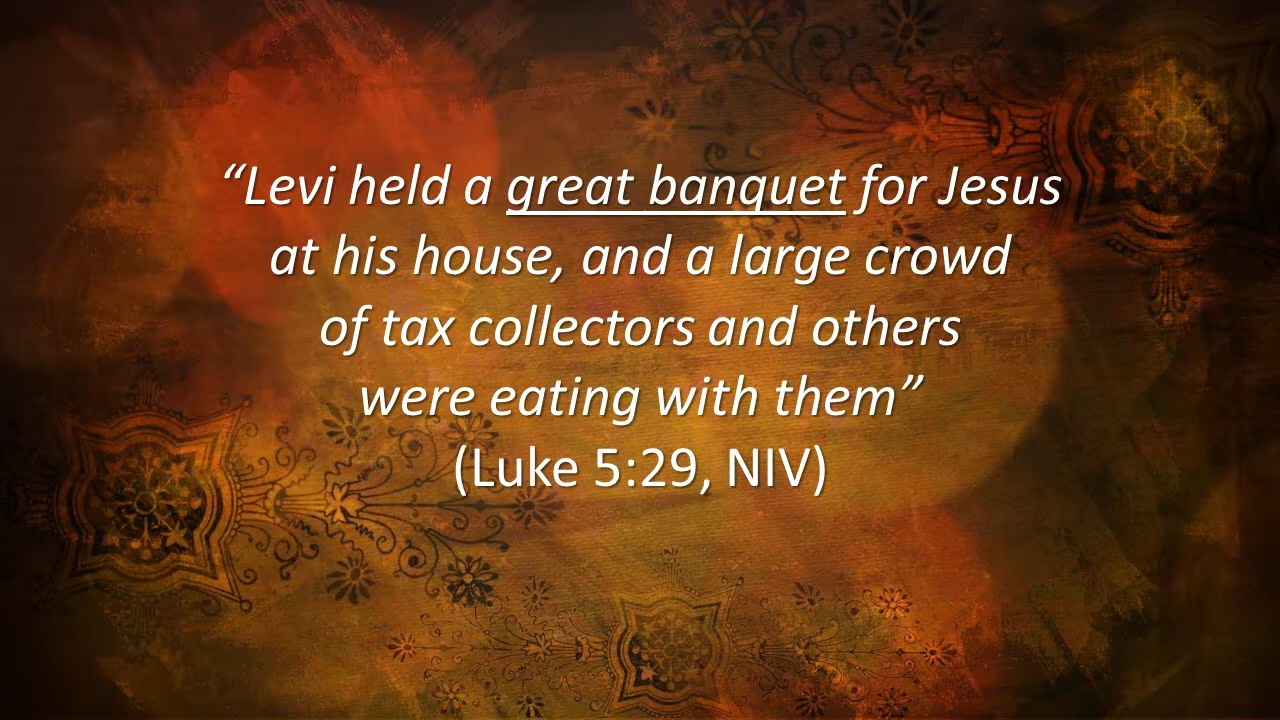 “Levi held a great banquet for Jesus
at his house, and a large crowd
of tax collectors and others
were eating with them”
(Luke 5:29, NIV)